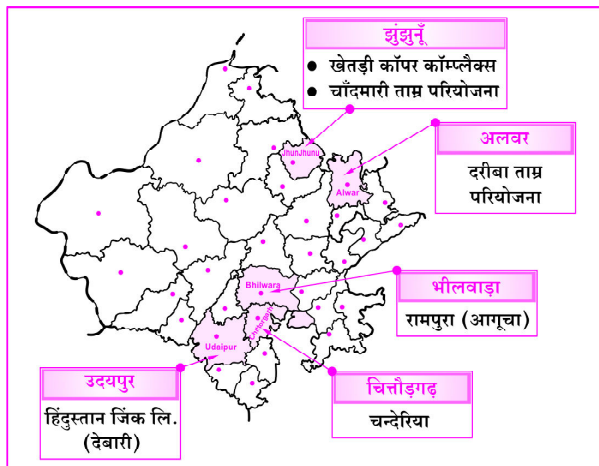 झुंझुनूँ
● खेतड़ी कॉपर कॉम्प्लैक्स
● चाँदमारी ताम्र परियोजना
JhunJhunu
अलवर
दरीबा ताम्र
परियोजना
Alwar
Bhilwara
भीलवाड़ा
रामपुरा (आगूचा)
Udaipur
उदयपुर
हिंदुस्तान जिंक लि.
(देबारी)
चित्तौड़गढ़
चन्देरिया